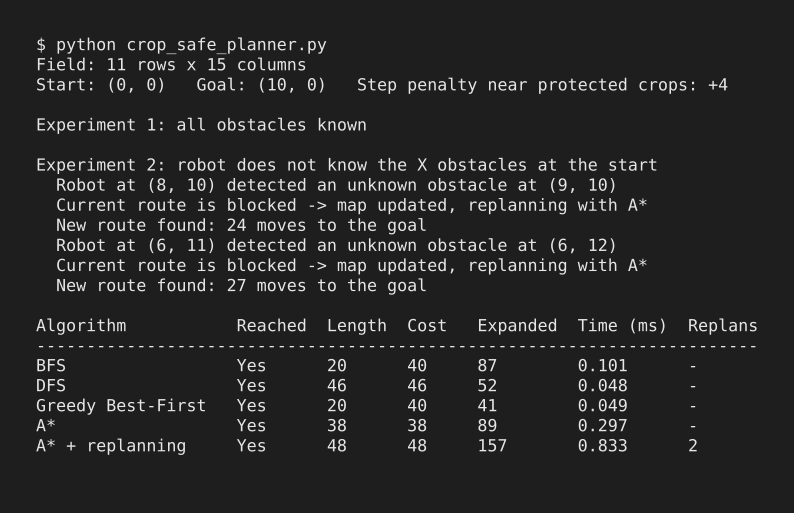 $ python crop_safe_planner.py
Field: 11 rows x 15 columns
Start: (0, 0)   Goal: (10, 0)   Step penalty near protected crops: +4
Experiment 1: all obstacles known
Experiment 2: robot does not know the X obstacles at the start
  Robot at (8, 10) detected an unknown obstacle at (9, 10)
  Current route is blocked -> map updated, replanning with A*
  New route found: 24 moves to the goal
  Robot at (6, 11) detected an unknown obstacle at (6, 12)
  Current route is blocked -> map updated, replanning with A*
  New route found: 27 moves to the goal
Algorithm           Reached  Length  Cost   Expanded  Time (ms)  Replans
------------------------------------------------------------------------
BFS                 Yes      20      40     87        0.101      -
DFS                 Yes      46      46     52        0.048      -
Greedy Best-First   Yes      20      40     41        0.049      -
A*                  Yes      38      38     89        0.297      -
A* + replanning     Yes      48      48     157       0.833      2